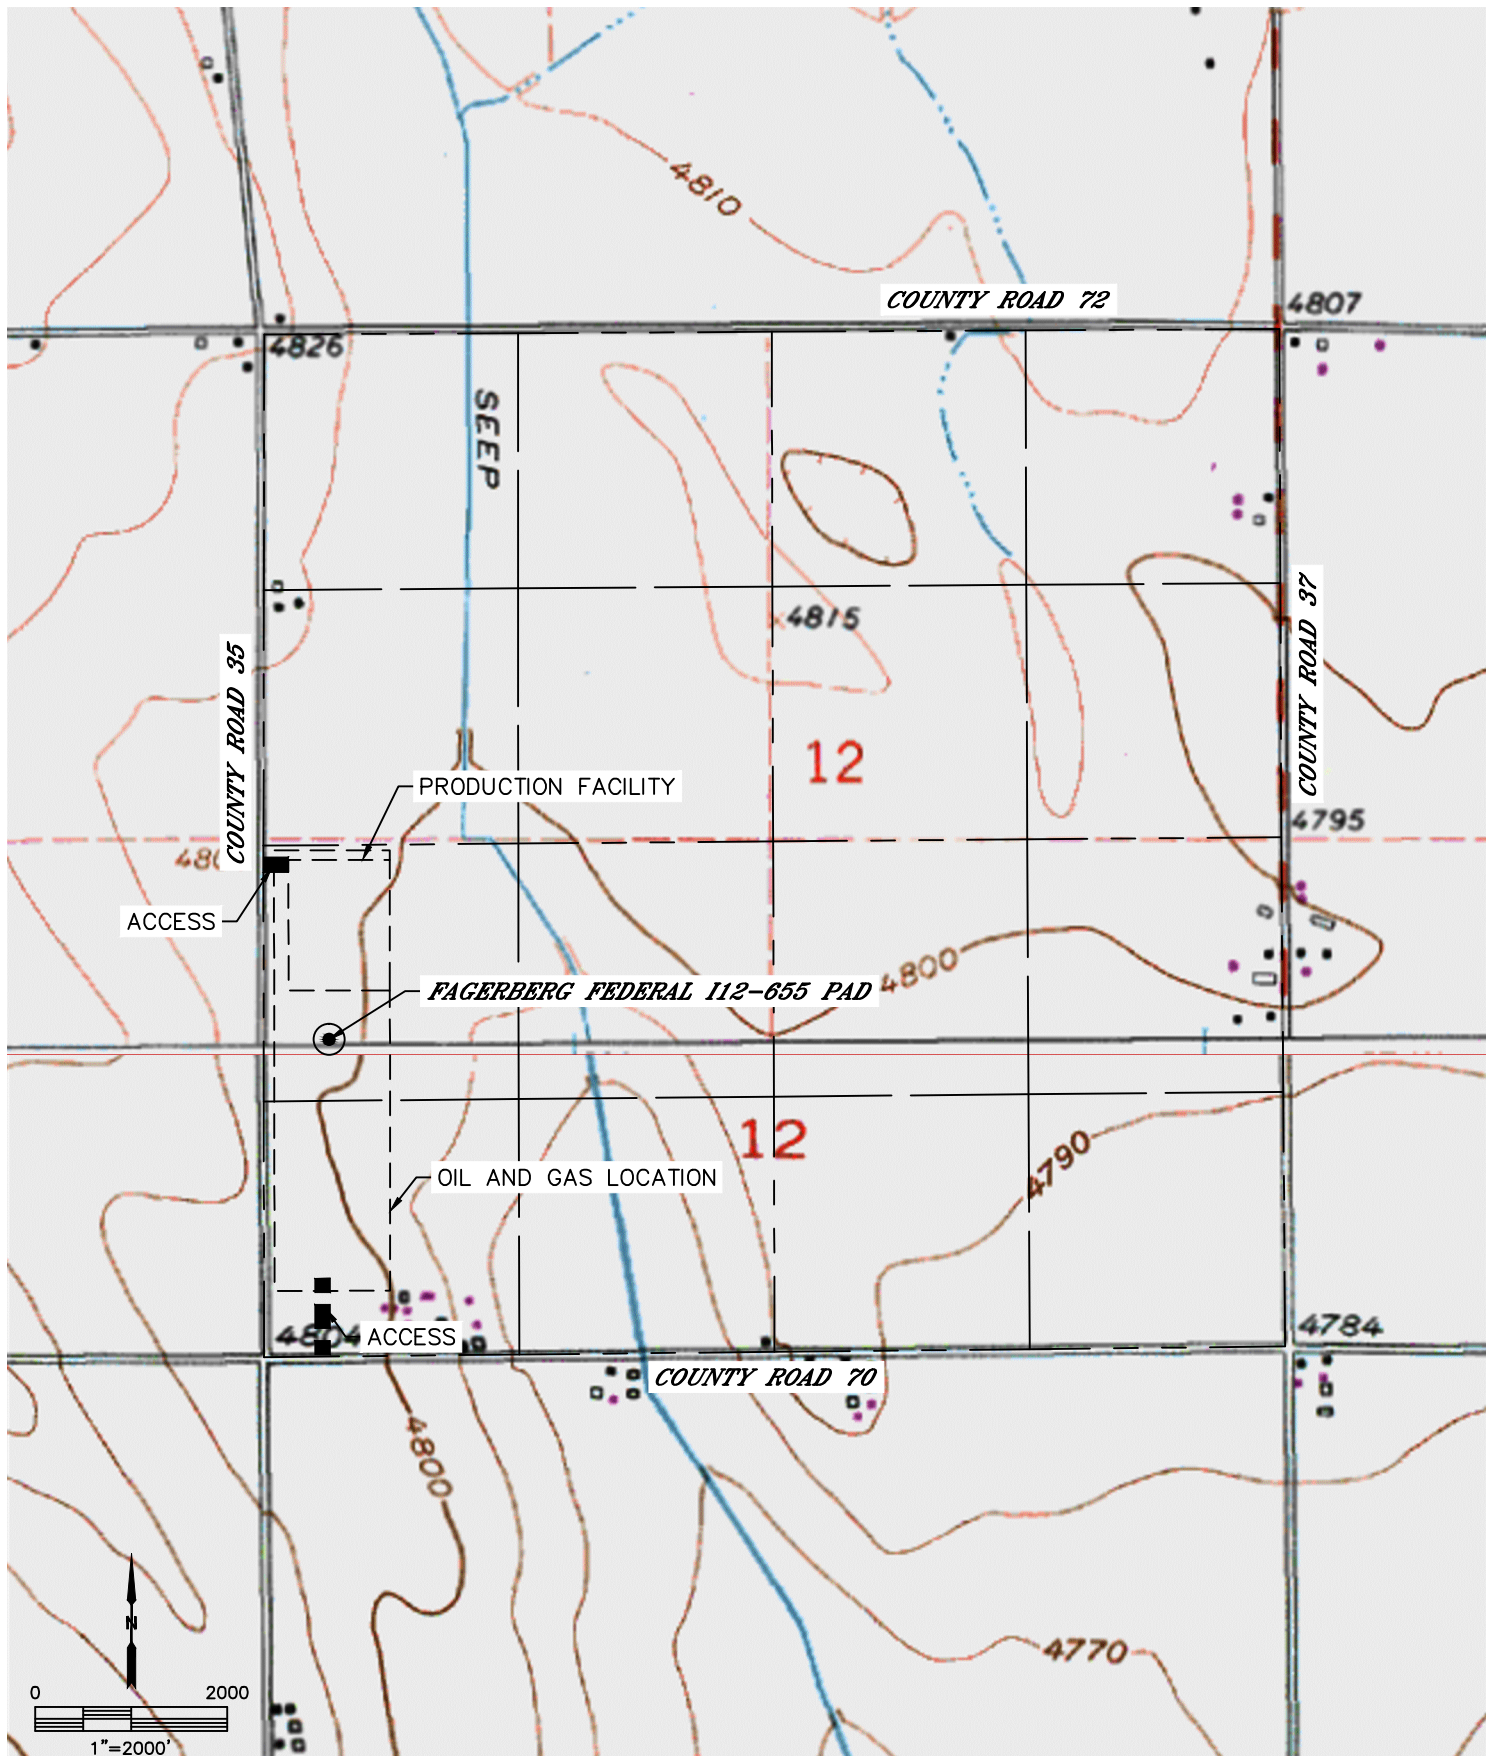 4810
COUNTY ROAD 72
4807
4826
SEEP
4815
COUNTY ROAD 35
COUNTY ROAD 37
12
PRODUCTION FACILITY
4795
ACCESS
4800
FAGERBERG FEDERAL I12-655 PAD
12
4790
OIL AND GAS LOCATION
4804
ACCESS
4784
COUNTY ROAD 70
4800
N
4770
0 2000
1"=2000'